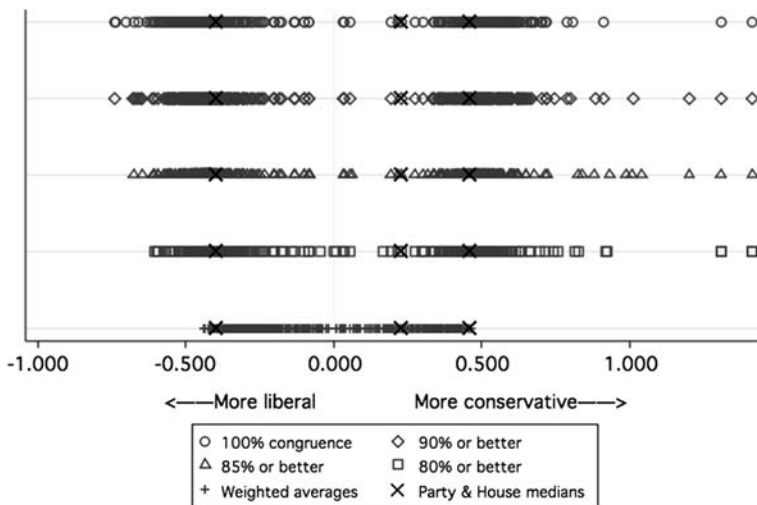 -1.000 -0.500 0.000 0.500 1.000
<——More liberal More conservative——>
100% congruence 90% or better
85% or better 80% or better
Weighted averages Party & House medians